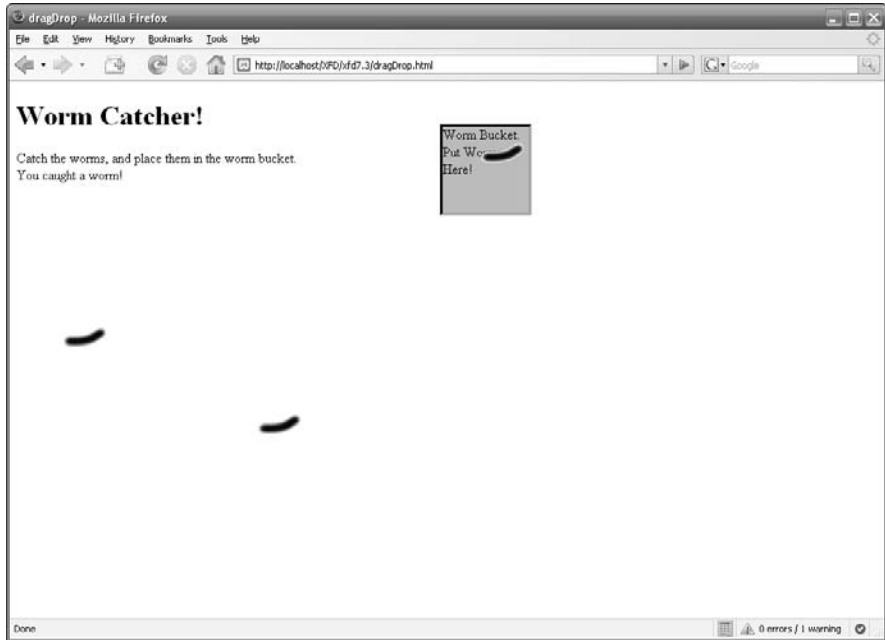 dragDrop - Mozilla Firefox
File Edit View History Bookmarks Tools Help
http://localhost/XFD/xfd7.3/dragDrop.html
Google
Worm Catcher!
Catch the worms, and place them in the worm bucket.
You caught a worm!
Worm Bucket.
Put Wo
Here!
Done
0 errors / 1 warning